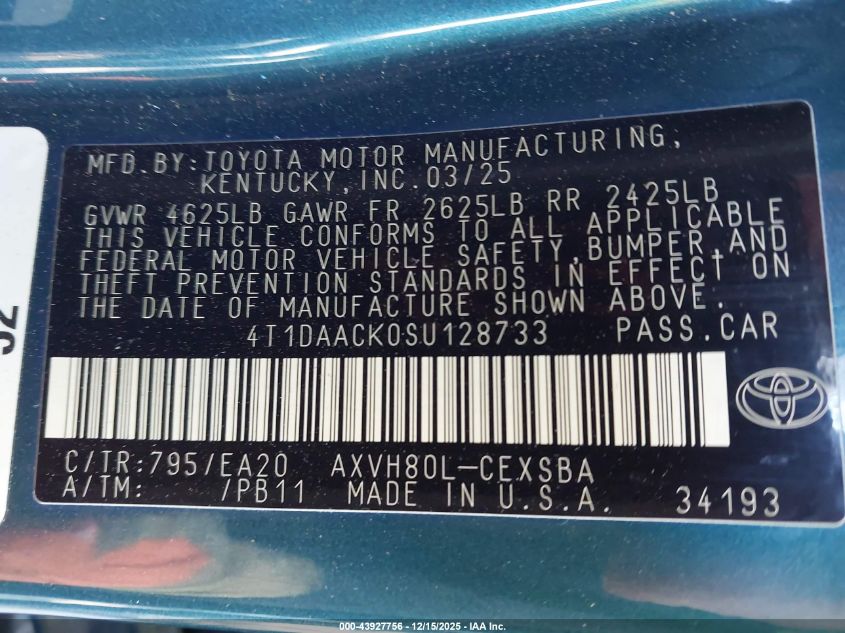 MFD.BY:TOYOTA MOTOR MANUFACTURING,
KENTUCKY,INC.03/25
GVWR 4625LB GAWR FR 2625LB RR 2425LB
THIS VEHICLE CONFORMS TO ALL APPLICABLE
FEDERAL MOTOR VEHICLE SAFETY,BUMPER,AND
THEFT PREVENTION STANDARDS IN EFFECT ON
THE DATE OF MANUFACTURE SHOWN ABOVE.
4T1DAACK0SU128733 PASS.CAR
C/TR:795/EA20 AXVH80L-CEXSBA
A/TM: /PB11 MADE IN U.S.A. 34193
000-43927756 - 12/15/2025 - IAA Inc.